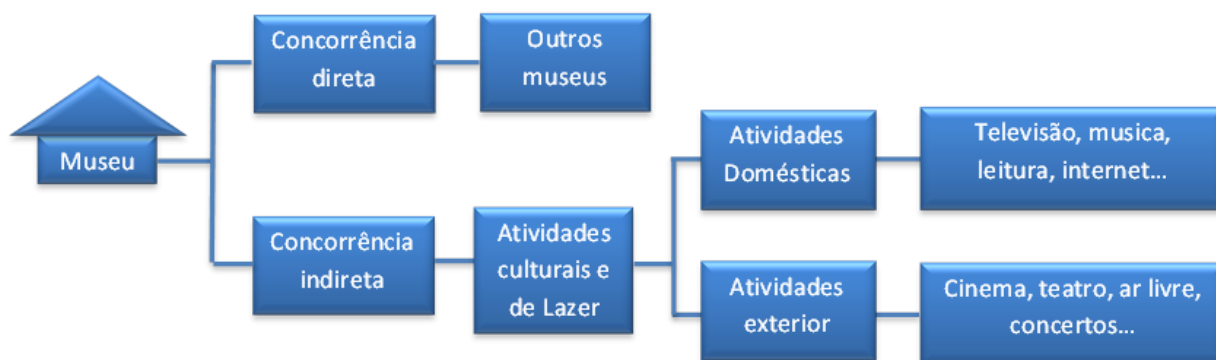 Museu
Concorrência
direta
Outros
museus
Concorrência
indireta
Atividades
culturais e
de Lazer
Atividades
Domésticas
Televisão, musica,
leitura, internet...
Atividades
exterior
Cinema, teatro, ar livre,
concertos...